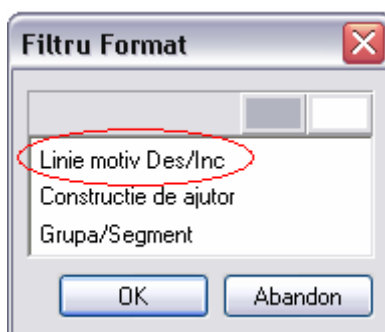 Filtru Format
Linie motiv Des/Inc
Constructie de ajutor
Grupa/Segment
OK Abandon